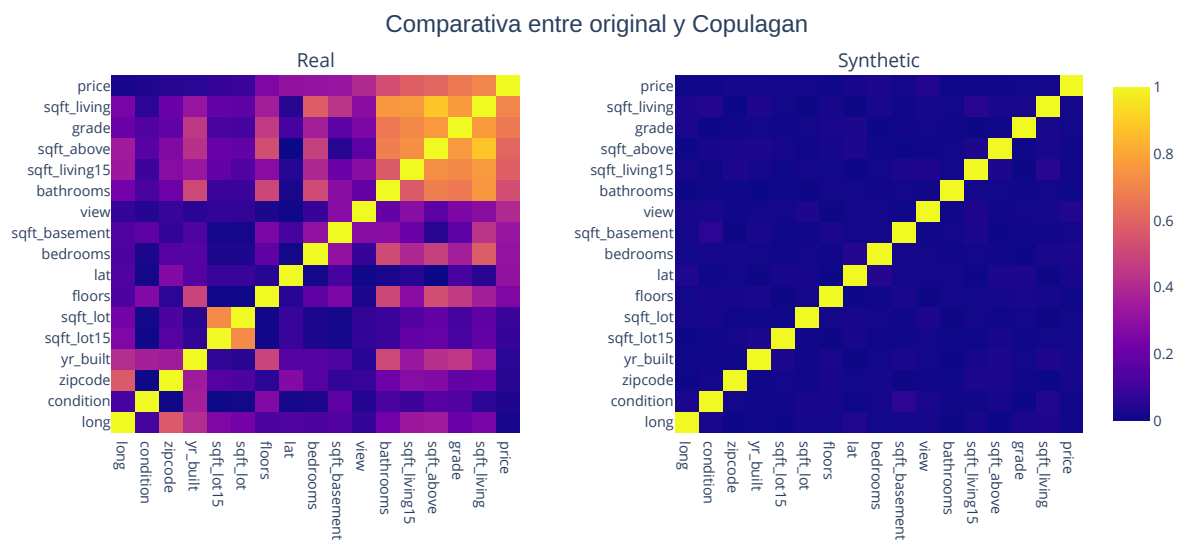 Comparativa entre original y Copulagan
Real
Synthetic
price
sqft_living
grade
sqft_above
sqft_living15
bathrooms
view
sqft_basement
bedrooms
lat
floors
sqft_lot
sqft_lot15
yr_built
zipcode
condition
long
long
condition
zipcode
yr_built
sqft_lot15
sqft_lot
floors
lat
bedrooms
sqft_basement
view
bathrooms
sqft_living15
sqft_above
grade
sqft_living
price
price
sqft_living
grade
sqft_above
sqft_living15
bathrooms
view
sqft_basement
bedrooms
lat
floors
sqft_lot
sqft_lot15
yr_built
zipcode
condition
long
long
condition
zipcode
yr_built
sqft_lot15
sqft_lot
floors
lat
bedrooms
sqft_basement
view
bathrooms
sqft_living15
sqft_above
grade
sqft_living
price
1
0.8
0.6
0.4
0.2
0